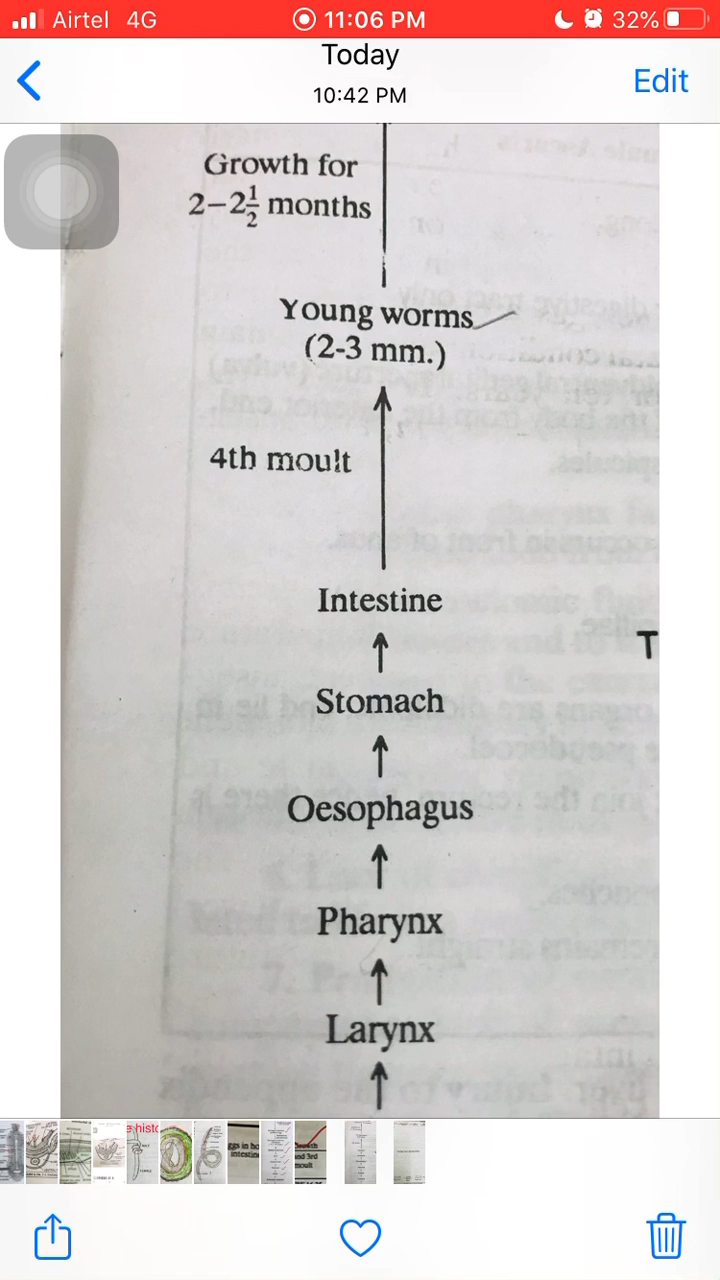 Airtel 4G 11:06 PM 32%
Today
10:42 PM
Edit
Growth for
2–2½ months
Young worms
(2-3 mm.)
4th moult
Intestine
T
Stomach
Oesophagus
Pharynx
Larynx